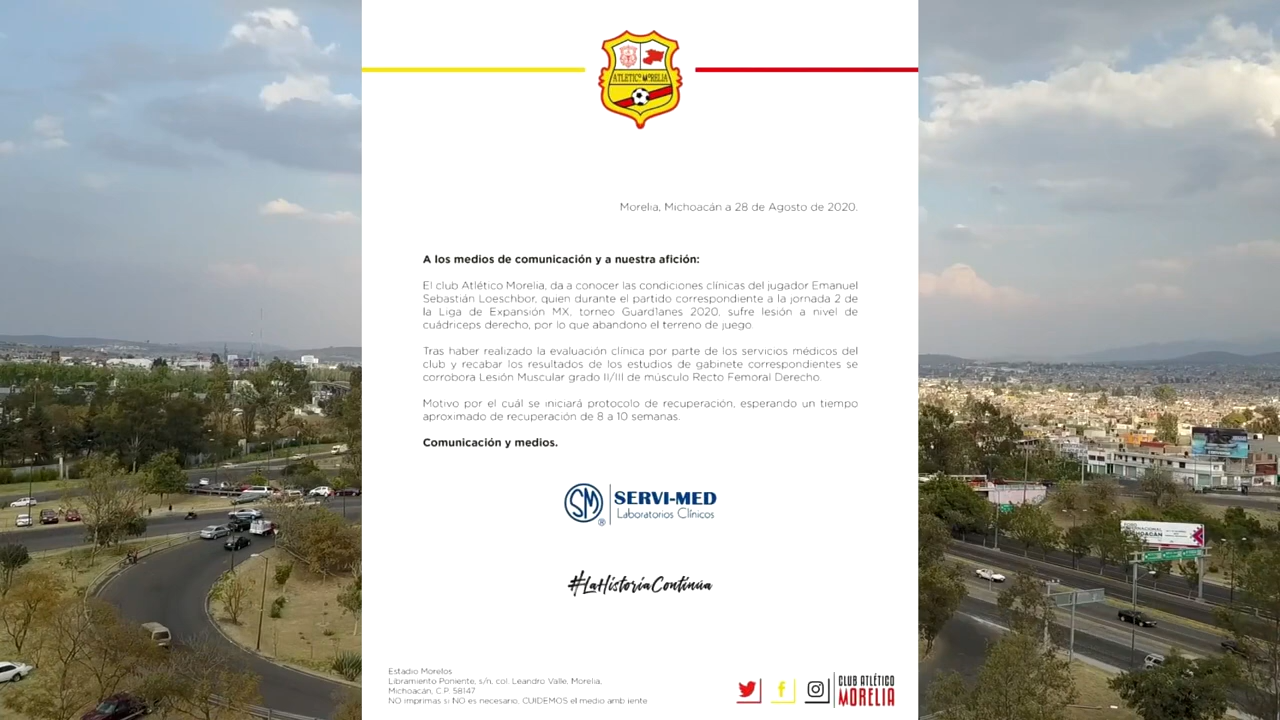 ATLÉTICO MORELIA
Morelia, Michoacán a 28 de Agosto de 2020.
A los medios de comunicación y a nuestra afición:
El club Atlético Morelia, da a conocer las condiciones clínicas del jugador Emanuel
Sebastián Loeschbor, quien durante el partido correspondiente a la jornada 2 de
la Liga de Expansión MX, torneo Guard1anes 2020, sufre lesión a nivel de
cuádriceps derecho, por lo que abandono el terreno de juego.
Tras haber realizado la evaluación clínica por parte de los servicios médicos del
club y recabar los resultados de los estudios de gabinete correspondientes se
corrobora Lesión Muscular grado II/III de músculo Recto Femoral Derecho.
Motivo por el cuál se iniciará protocolo de recuperación, esperando un tiempo
aproximado de recuperación de 8 a 10 semanas.
Comunicación y medios.
SM
®
SERVI-MED
Laboratorios Clínicos
#LaHistoriaContinúa
Estadio Morelos
Libramiento Poniente, s/n, col. Leandro Valle, Morelia,
Michoacán, C.P. 58147
NO imprimas si NO es necesario, CUIDEMOS el medio ambiente
CLUB ATLÉTICO
MORELIA